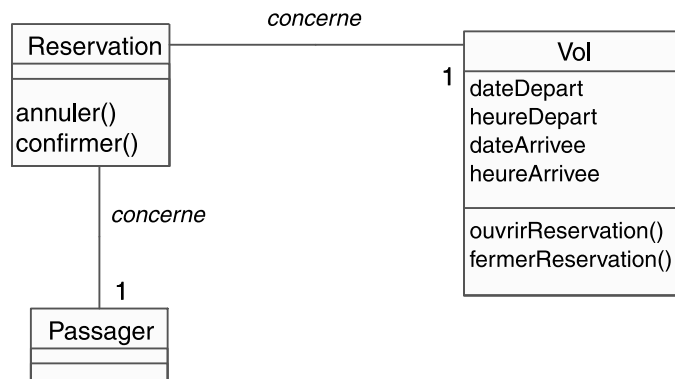 concerne
Reservation
annuler()
confirmer()
1
Vol
dateDepart
heureDepart
dateArrivee
heureArrivee
ouvrirReservation()
fermerReservation()
concerne
1
Passager